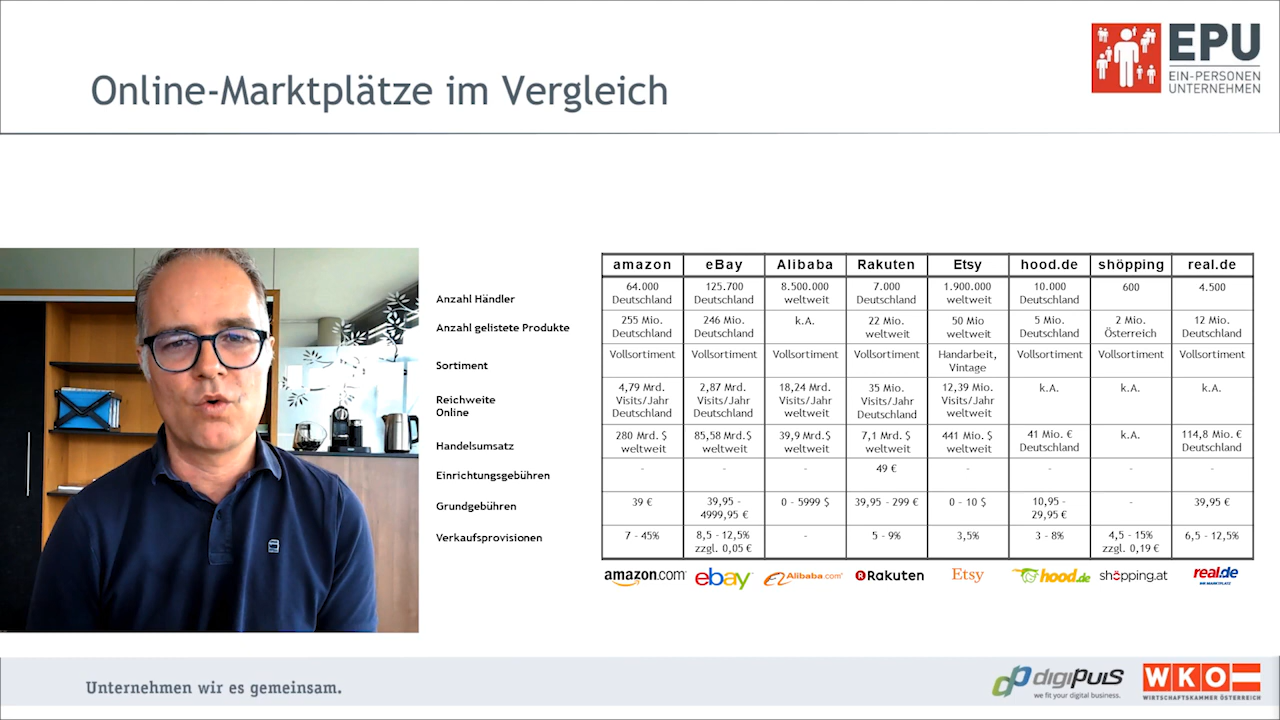 Online-Marktplätze im Vergleich
EPU
EIN-PERSONEN
UNTERNEHMEN
amazon eBay Alibaba Rakuten Etsy hood.de shöpping real.de
Anzahl Händler
64.000 125.700 8.500.000 7.000 1.900.000 10.000 600 4.500
Deutschland Deutschland weltweit Deutschland weltweit Deutschland
Anzahl gelistete Produkte
255 Mio. 246 Mio. k.A. 22 Mio. 50 Mio 5 Mio. 2 Mio. 12 Mio.
Deutschland Deutschland weltweit weltweit Deutschland Österreich Deutschland
Sortiment
Vollsortiment Vollsortiment Vollsortiment Vollsortiment Handarbeit, Vollsortiment Vollsortiment Vollsortiment
Vintage
Reichweite
Online
4,79 Mrd. 2,87 Mrd. 18,24 Mrd. 35 Mio. 12,39 Mio. k.A. k.A. k.A.
Visits/Jahr Visits/Jahr Visits/Jahr Visits/Jahr Visits/Jahr
Deutschland Deutschland weltweit Deutschland weltweit
Handelsumsatz
280 Mrd. $ 85,58 Mrd.$ 39,9 Mrd.$ 7,1 Mrd. $ 441 Mio. $ 41 Mio. € k.A. 114,8 Mio. €
weltweit weltweit weltweit weltweit weltweit Deutschland Deutschland
Einrichtungsgebühren
- - - 49 € - - - -
Grundgebühren
39 € 39,95 - 0 - 5999 $ 39,95 - 299 € 0 - 10 $ 10,95 - - 39,95 €
4999,95 € 29,95 €
Verkaufsprovisionen
7 - 45% 8,5 - 12,5% - 5 - 9% 3,5% 3 - 8% 4,5 - 15% 6,5 - 12,5%
zzgl. 0,05 € zzgl. 0,19 €
amazon.com ebay Alibaba.com Rakuten Etsy hood.de shöpping.at real.de
Unternehmen wir es gemeinsam.
digipuls
we fit your digital business.
WKO
WIRTSCHAFTSKAMMER ÖSTERREICH